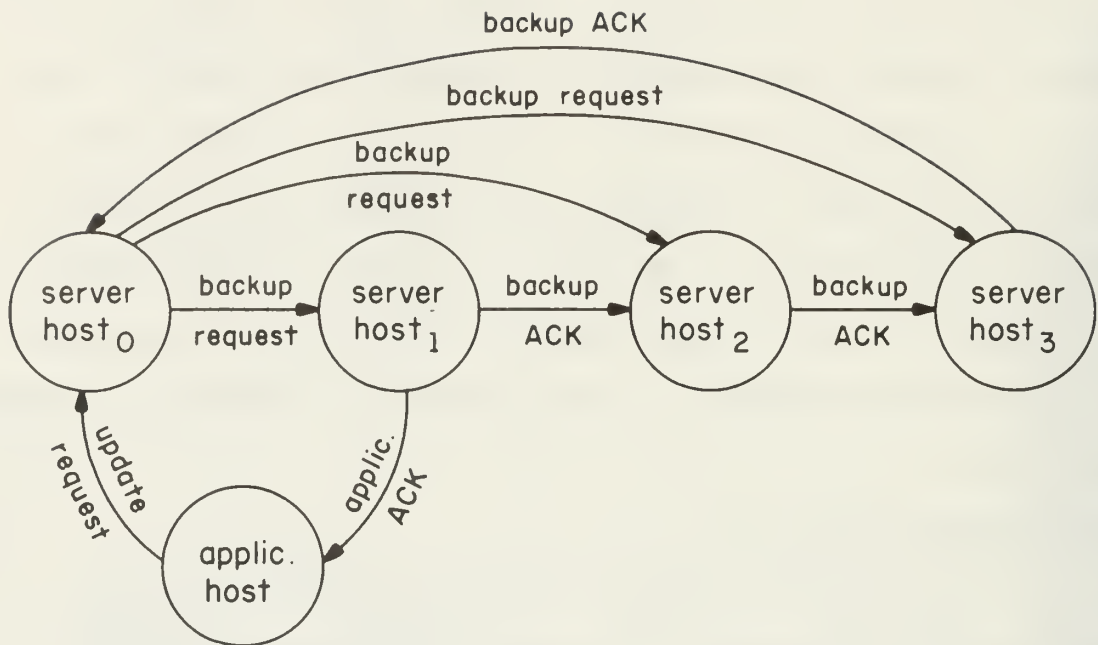 backup ACK
backup request
backup
request
server
host0
backup
request
server
host1
backup
ACK
server
host2
backup
ACK
server
host3
update
request
applic.
ACK
applic.
host